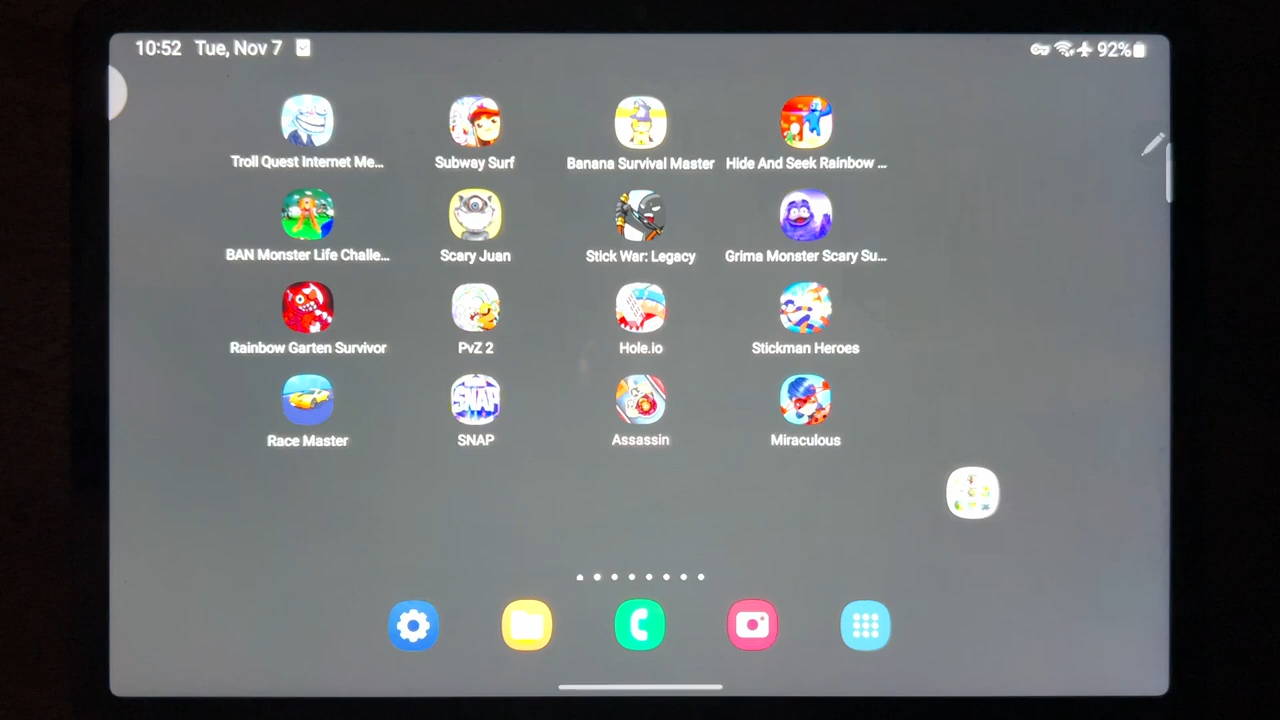 10:52 Tue, Nov 7 92%
Troll Quest Internet Me... Subway Surf Banana Survival Master Hide And Seek Rainbow ...
BAN Monster Life Challe... Scary Juan Stick War: Legacy Grima Monster Scary Su...
Rainbow Garten Survivor PvZ 2 Hole.io Stickman Heroes
SNAP
Race Master SNAP Assassin Miraculous